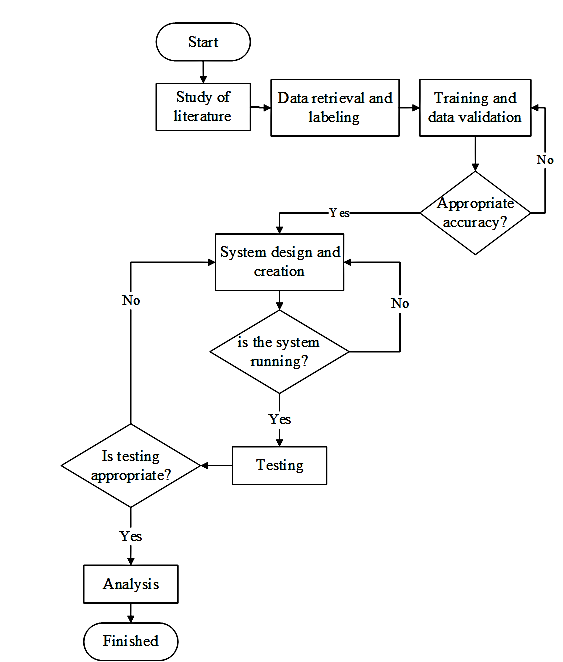 Start
Study of
literature
Data retrieval and
labeling
Training and
data validation
No
Appropriate
accuracy?
Yes
System design and
creation
No
No
is the system
running?
Yes
Is testing
appropriate?
Testing
Yes
Analysis
Finished